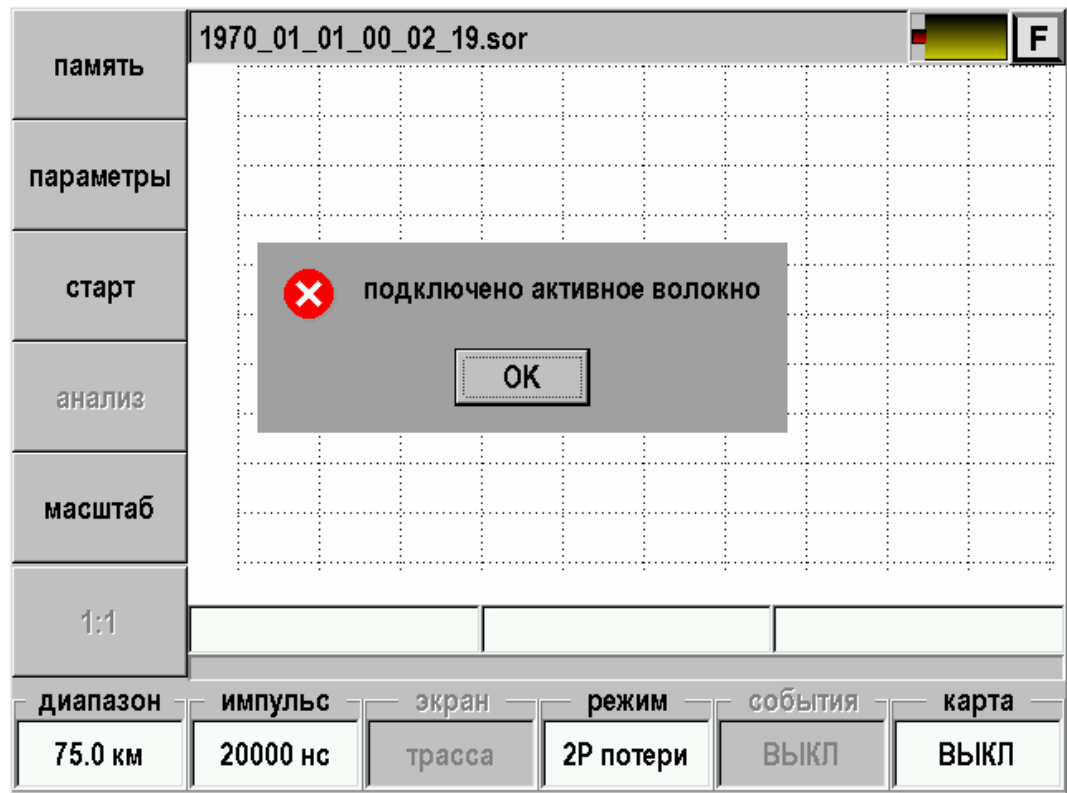 память
1970_01_01_00_02_19.sor
F
параметры
старт
подключено активное волокно
OK
анализ
масштаб
1:1
диапазон
импульс
экран
режим
события
карта
75.0 км
20000 нс
трасса
2Р потери
ВЫКЛ
ВЫКЛ